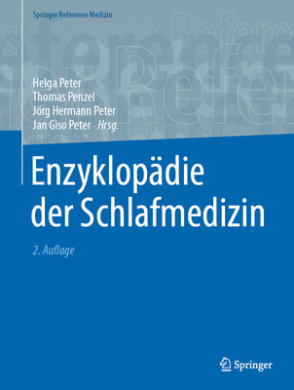 Springer Reference Medizin
Helga Peter
Thomas Penzel
Jörg Hermann Peter
Jan Giso Peter Hrsg.
Enzyklopädie
der Schlafmedizin
2. Auflage
Springer